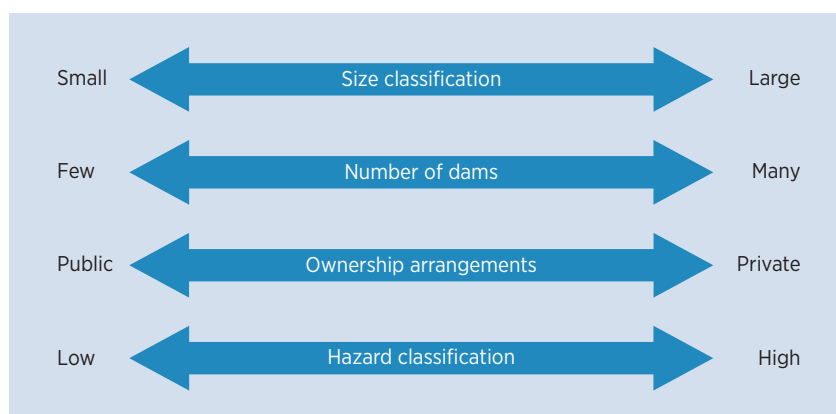 Small Size classification Large
Few Number of dams Many
Public Ownership arrangements Private
Low Hazard classification High